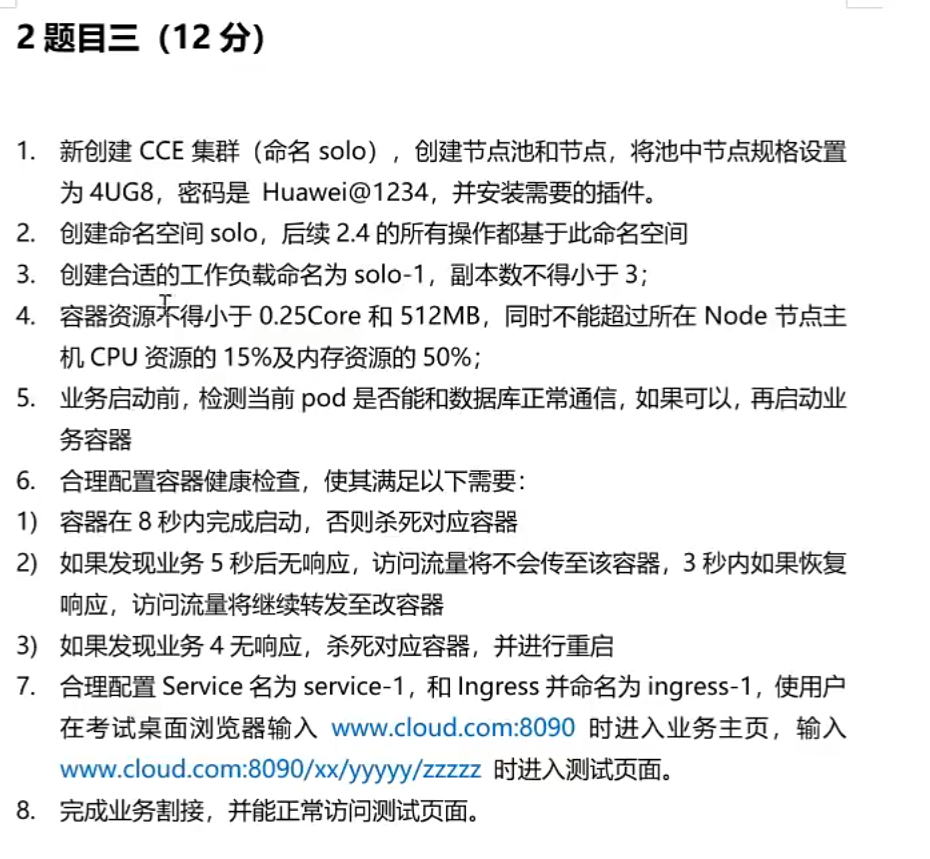 2 题目三（12 分）
1. 新创建 CCE 集群（命名 solo），创建节点池和节点，将池中节点规格设置
为 4UG8，密码是 Huawei@1234，并安装需要的插件。
2. 创建命名空间 solo，后续 2.4 的所有操作都基于此命名空间
3. 创建合适的工作负载命名为 solo-1，副本数不得小于 3；
4. 容器资源不得小于 0.25Core 和 512MB，同时不能超过所在 Node 节点主
机 CPU 资源的 15%及内存资源的 50%；
5. 业务启动前，检测当前 pod 是否能和数据库正常通信，如果可以，再启动业
务容器
6. 合理配置容器健康检查，使其满足以下需要：
1) 容器在 8 秒内完成启动，否则杀死对应容器
2) 如果发现业务 5 秒后无响应，访问流量将不会传至该容器，3 秒内如果恢复
响应，访问流量将继续转发至改容器
3) 如果发现业务 4 无响应，杀死对应容器，并进行重启
7. 合理配置 Service 名为 service-1，和 Ingress 并命名为 ingress-1，使用户
在考试桌面浏览器输入 www.cloud.com:8090 时进入业务主页，输入
www.cloud.com:8090/xx/yyyyy/zzzzz 时进入测试页面。
8. 完成业务割接，并能正常访问测试页面。